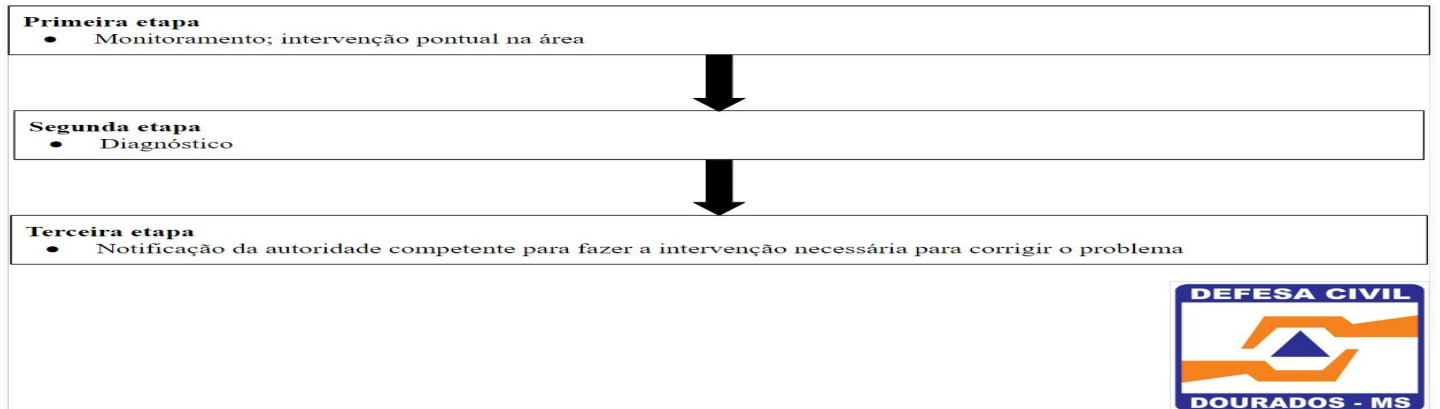 Primeira etapa
● Monitoramento; intervenção pontual na área
Segunda etapa
● Diagnóstico
Terceira etapa
● Notificação da autoridade competente para fazer a intervenção necessária para corrigir o problema
DEFESA CIVIL
DOURADOS - MS